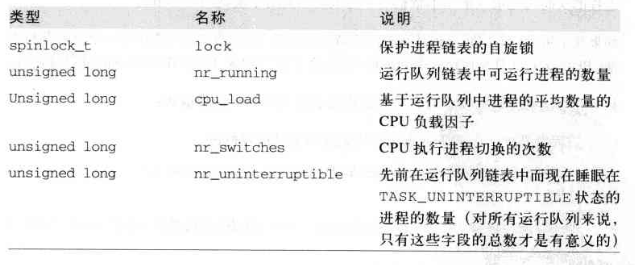 类型 名称 说明
spinlock_t lock 保护进程链表的自旋锁
unsigned long nr_running 运行队列链表中可运行进程的数量
Unsigned long cpu_load 基于运行队列中进程的平均数量的
CPU 负载因子
unsigned long nr_switches CPU 执行进程切换的次数
unsigned long nr_uninterruptible 先前在运行队列链表中而现在睡眠在
TASK_UNINTERRUPTIBLE 状态的
进程的数量（对所有运行队列来说，
只有这些字段的总数才是有意义的）